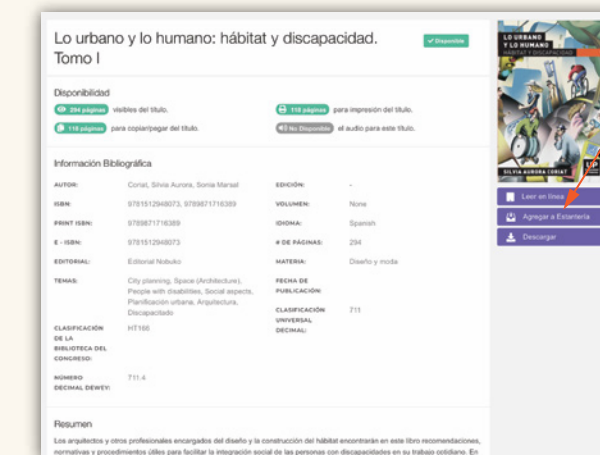 Lo urbano y lo humano: hábitat y discapacidad.
Tomo I
Disponible
Disponibilidad
294 páginas visibles del título.
118 páginas para impresión del título.
118 páginas para copiar/pegar del título.
No Disponible el audio para este título.
Información Bibliográfica
AUTOR: Coriat, Silvia Aurora, Sonia Marsel
EDICIÓN: -
ISBN: 9781512948073, 9789871716389
VOLUMEN: None
PRINT ISBN: 9789871716389
IDIOMA: Spanish
E - ISBN: 9781512948073
# DE PÁGINAS: 294
EDITORIAL: Editorial Nobuko
MATERIA: Diseño y moda
TEMAS: City planning, Space (Architecture),
People with disabilities, Social aspects,
Planificación urbana, Arquitectura,
Discapacitado
FECHA DE
PUBLICACIÓN:
CLASIFICACIÓN
UNIVERSAL
DECIMAL: 711
CLASIFICACIÓN
DE LA
BIBLIOTECA DEL
CONGRESO: HT166
NÚMERO
DECIMAL DEWEY: 711.4
Resumen
Los arquitectos y otros profesionales encargados del diseño y la construcción del hábitat encontrarán en este libro recomendaciones,
normativas y procedimientos útiles para facilitar la integración social de las personas con discapacidades en su trabajo cotidiano. En
LO URBANO
Y LO HUMANO
HÁBITAT Y DISCAPACIDAD
SILVIA AURORA CORIAT
UP
Leer en línea
Agregar a Estantería
Descargar